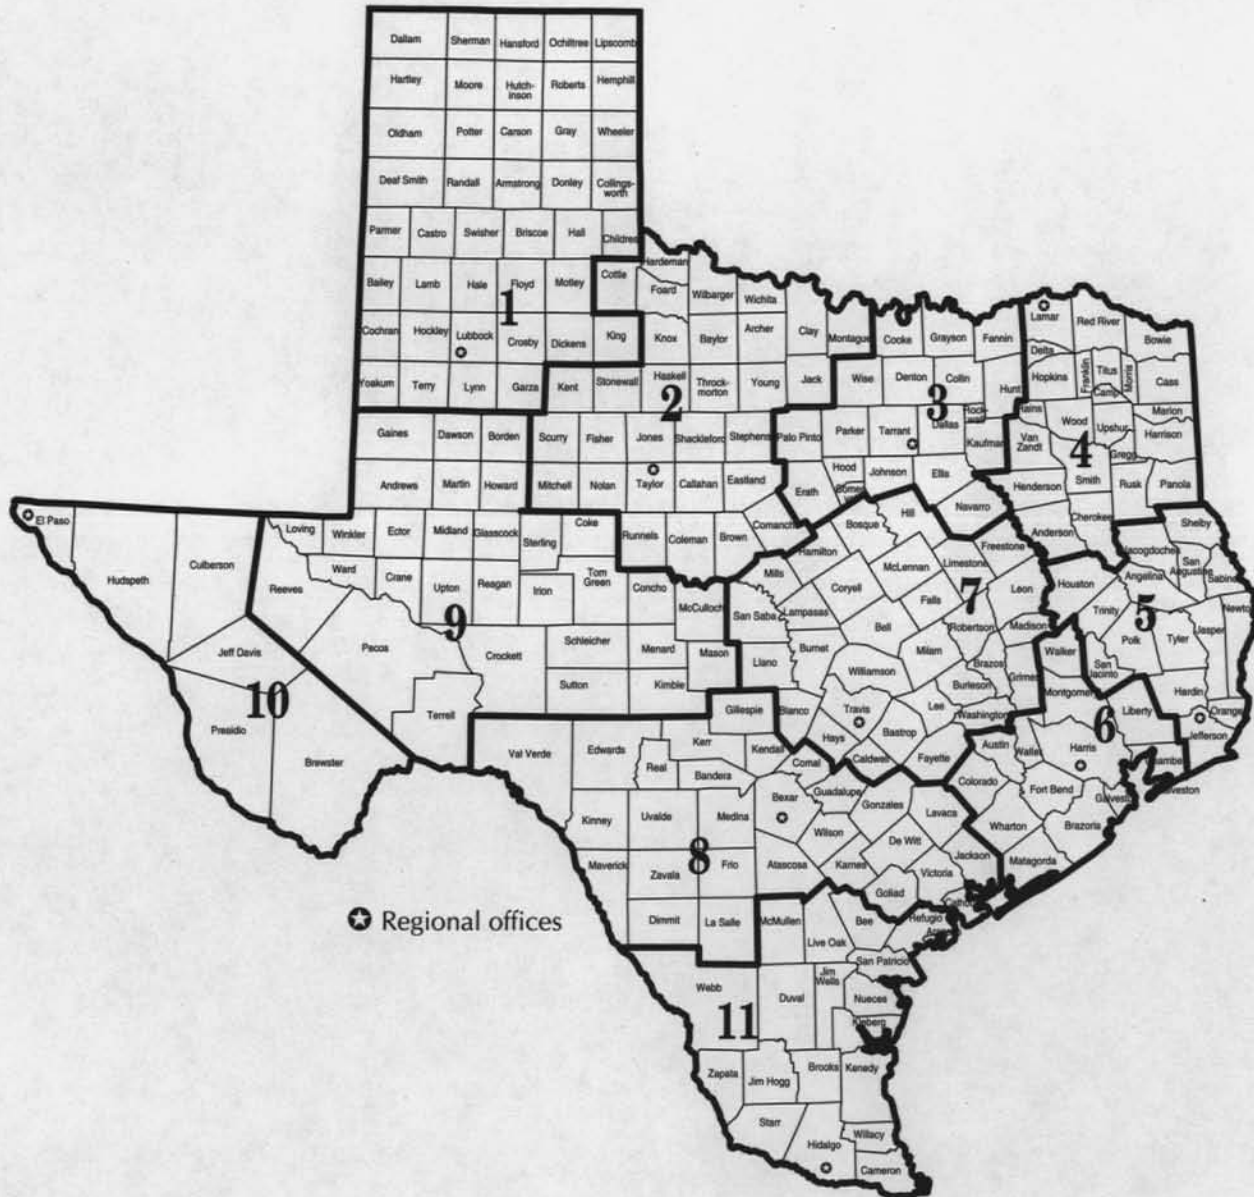 Dallam Sherman Hansford Ochiltree Lipscomb
Hartley Moore Hutch-
inson Roberts Hemphill
Oldham Potter Carson Gray Wheeler
Deaf Smith Randall Armstrong Donley Collings-
worth
Parmer Castro Swisher Briscoe Hall Childres
Cottle Hardeman
Bailey Lamb Hale Floyd Motley Foard Wilbarger Wichita
1
Cochran Hockley Lubbock Crosby Dickens King Knox Baylor Archer Clay Montague Cooke Grayson Fannin Lamar Red River Bowie
Yoakum Terry Lynn Garza Kent Stonewall Haskell Throck-
morton Young Jack Wise Denton Collin Hunt Delta Hopkins Franklin Titus Camp Morris Cass
2 3
Gaines Dawson Borden Scurry Fisher Jones Shackleford Stephens Palo Pinto Parker Tarrant Dallas Rock-
wall Kaufman Rains Wood Upshur Marion Harrison
4
Van
Zandt Gregg
Andrews Martin Howard Mitchell Nolan Taylor Callahan Eastland Erath Hood Johnson Ellis Henderson Smith Rusk Panola
Navarro Anderson Cherokee
El Paso Hudspeth Culberson Loving Winkler Ector Midland Glasscock Sterling Coke Runnels Coleman Brown Comanche Hamilton Bosque Hill Freestone Shelby
Reeves Ward Crane Upton Reagan Irion Tom
Green Concho McCulloch San Saba Mills Lampasas Coryell McLennan Limestone Falls Leon Houston Angelina San
Augustine Sabine Newto
9 7 5
Jeff Davis Pecos Crockett Schleicher Menard Mason Llano Burnet Bell Milam Robertson Madison Trinity Polk Tyler Jasper
Sutton Kimble Williamson Brazos Grimes Walker San
Jacinto Hardin
10
Presidio Brewster Terrell Gillespie Blanco Travis Lee Burleson Washington Montgomery Liberty Orange Jefferson
6
Val Verde Edwards Kerr Real Bandera Kendall Hays Comal Caldwell Bastrop Fayette Austin Waller Harris
Kinney Uvalde Medina Bexar Guadalupe Gonzales Lavaca Colorado Fort Bend Brazoria
8
Maverick Zavala Frio Atascosa Wilson Karnes De Witt Jackson Wharton Matagorda
Victoria Goliad
Regional offices
Dimmit La Salle McMullen Live Oak Bee Refugio
San Patricio
Webb Duval Jim
Wells Nueces
11
Zapata Jim Hogg Brooks Kenedy
Starr Hidalgo Willacy
Cameron